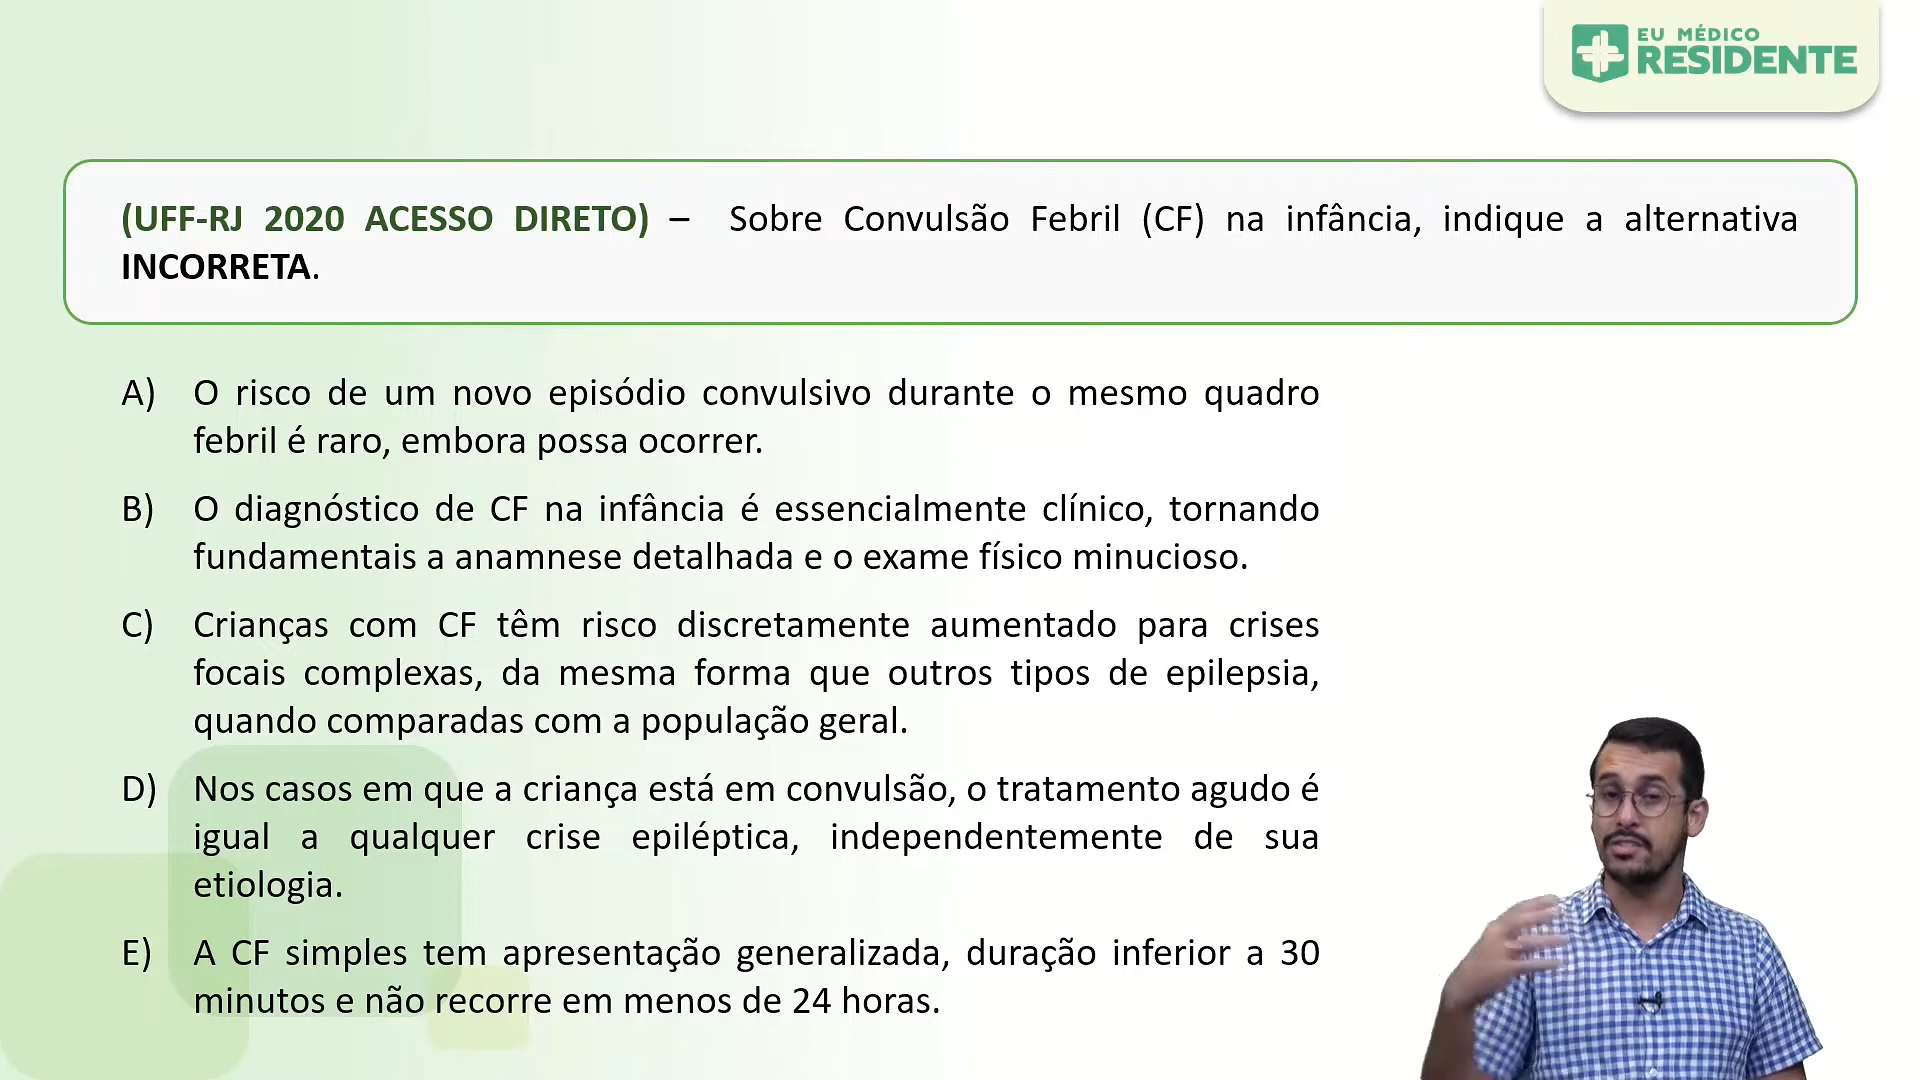 EU MÉDICO
RESIDENTE
(UFF-RJ 2020 ACESSO DIRETO) – Sobre Convulsão Febril (CF) na infância, indique a alternativa
INCORRETA.
A) O risco de um novo episódio convulsivo durante o mesmo quadro
febril é raro, embora possa ocorrer.
B) O diagnóstico de CF na infância é essencialmente clínico, tornando
fundamentais a anamnese detalhada e o exame físico minucioso.
C) Crianças com CF têm risco discretamente aumentado para crises
focais complexas, da mesma forma que outros tipos de epilepsia,
quando comparadas com a população geral.
D) Nos casos em que a criança está em convulsão, o tratamento agudo é
igual a qualquer crise epiléptica, independentemente de sua
etiologia.
E) A CF simples tem apresentação generalizada, duração inferior a 30
minutos e não recorre em menos de 24 horas.